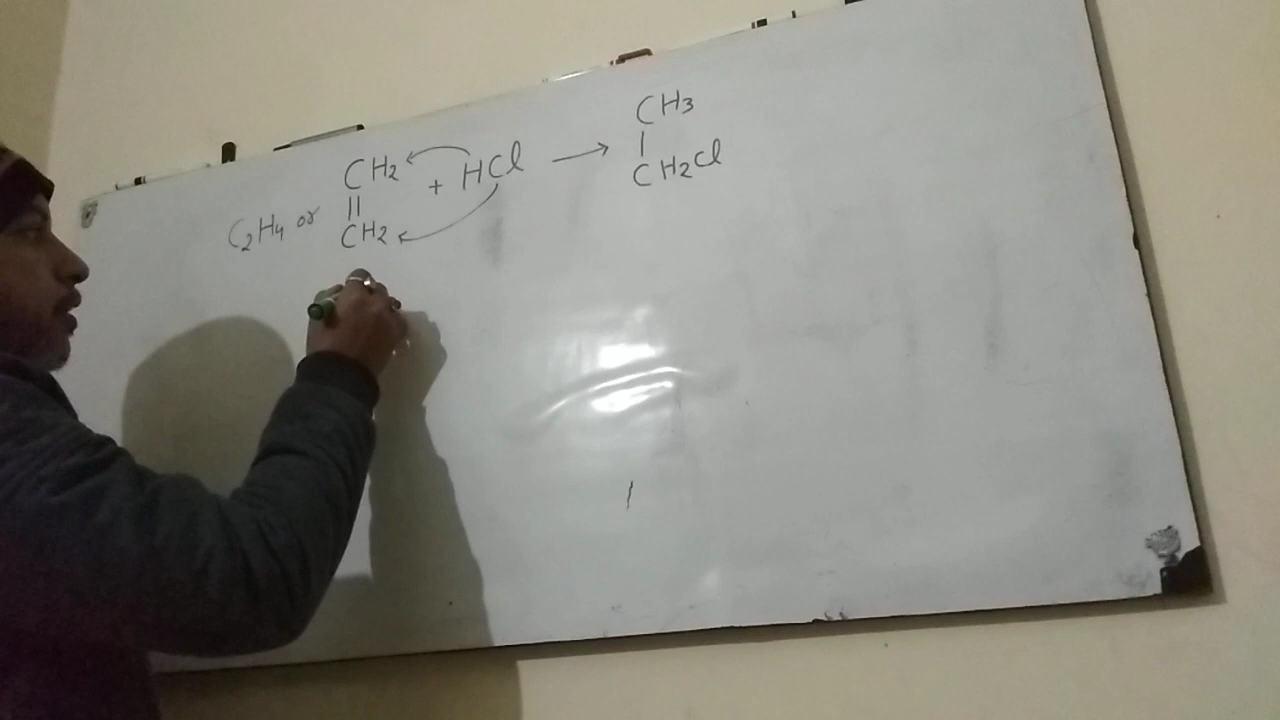 CH3
|
CH2 + HCl → CH2Cl
||
C2H4 or CH2